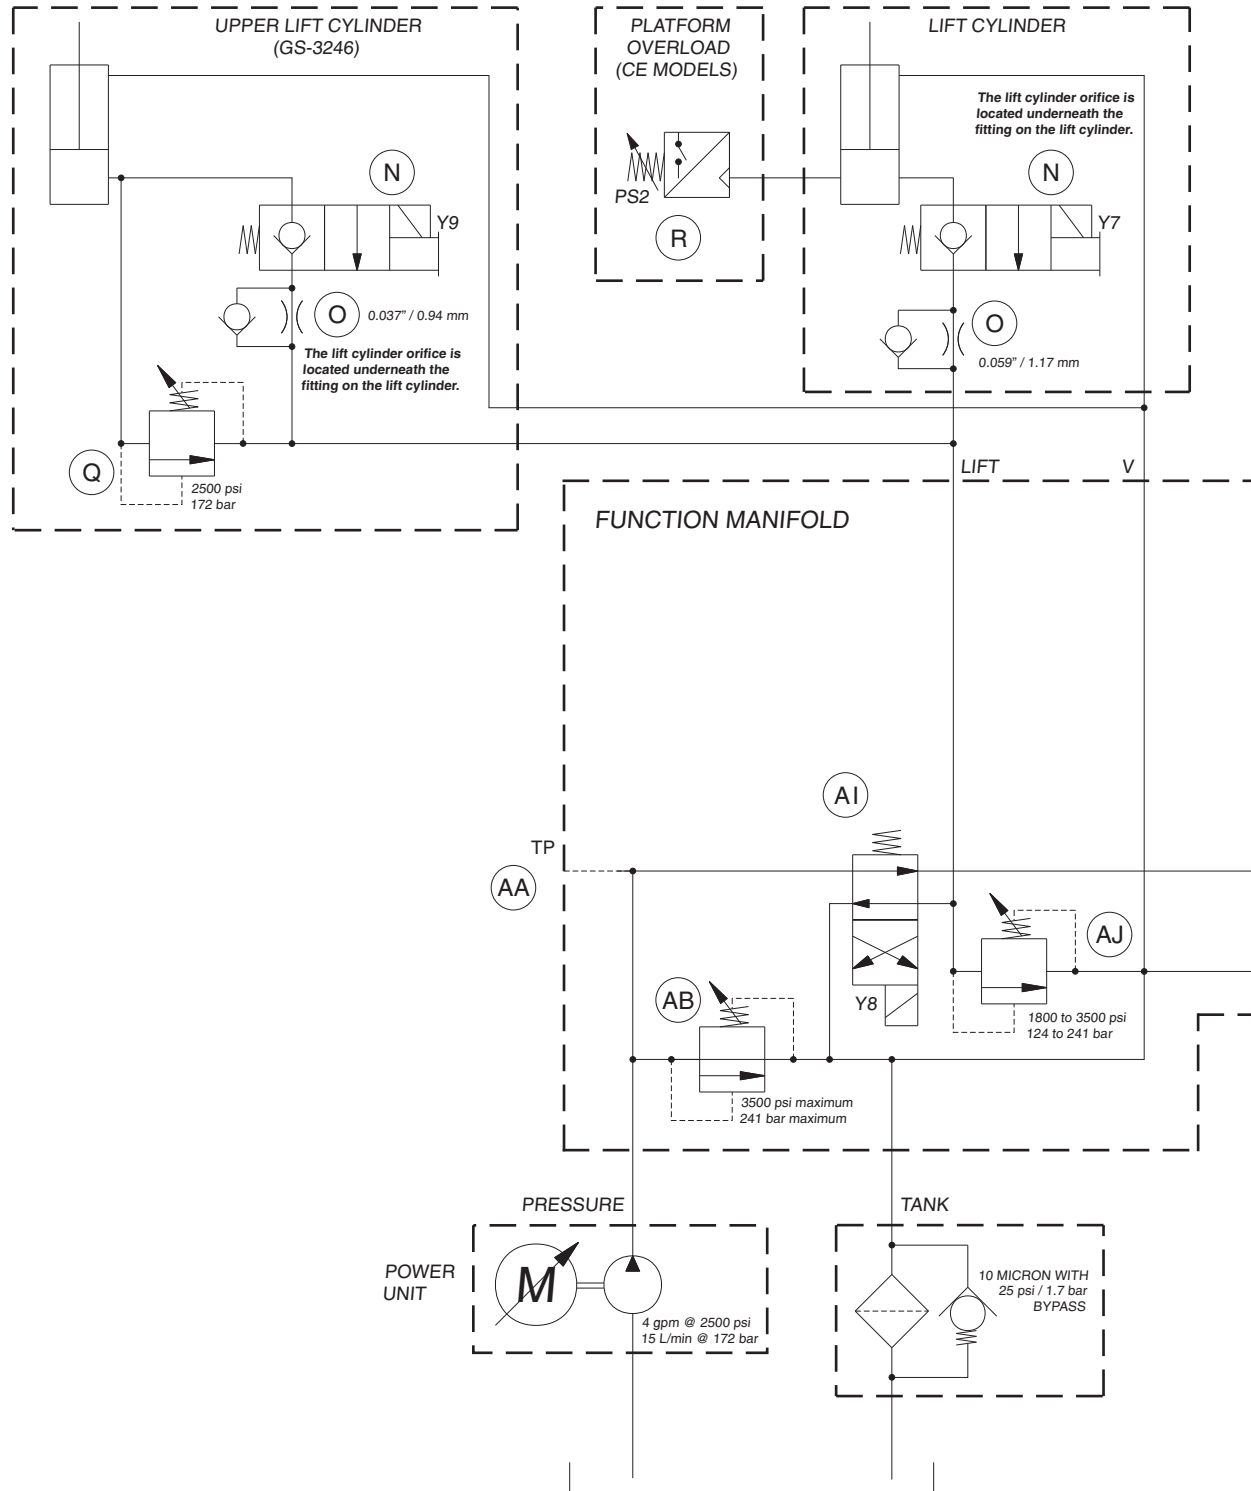 UPPER LIFT CYLINDER
(GS-3246)
PLATFORM
OVERLOAD
(CE MODELS)
LIFT CYLINDER
The lift cylinder orifice is
located underneath the
fitting on the lift cylinder.
N
N
PS2
Y9
Y7
R
O
0.037" / 0.94 mm
O
The lift cylinder orifice is
located underneath the
fitting on the lift cylinder.
0.059" / 1.17 mm
Q
2500 psi
172 bar
LIFT
V
FUNCTION MANIFOLD
AI
TP
AA
AJ
AB
Y8
1800 to 3500 psi
124 to 241 bar
3500 psi maximum
241 bar maximum
PRESSURE
TANK
POWER
UNIT
M
10 MICRON WITH
25 psi / 1.7 bar
BYPASS
4 gpm @ 2500 psi
15 L/min @ 172 bar